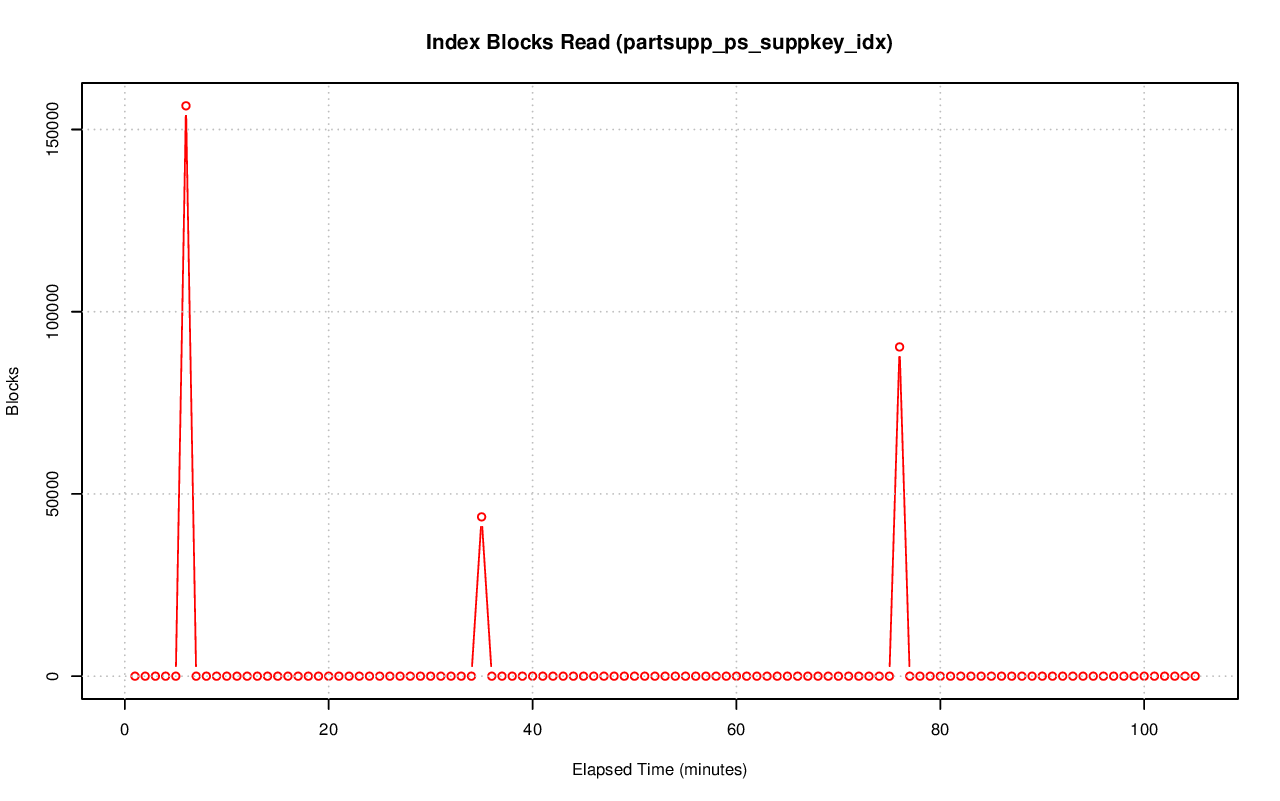 Index Blocks Read (partsupp_ps_suppkey_idx)
150000
100000
50000
0
Blocks
0 20 40 60 80 100
Elapsed Time (minutes)